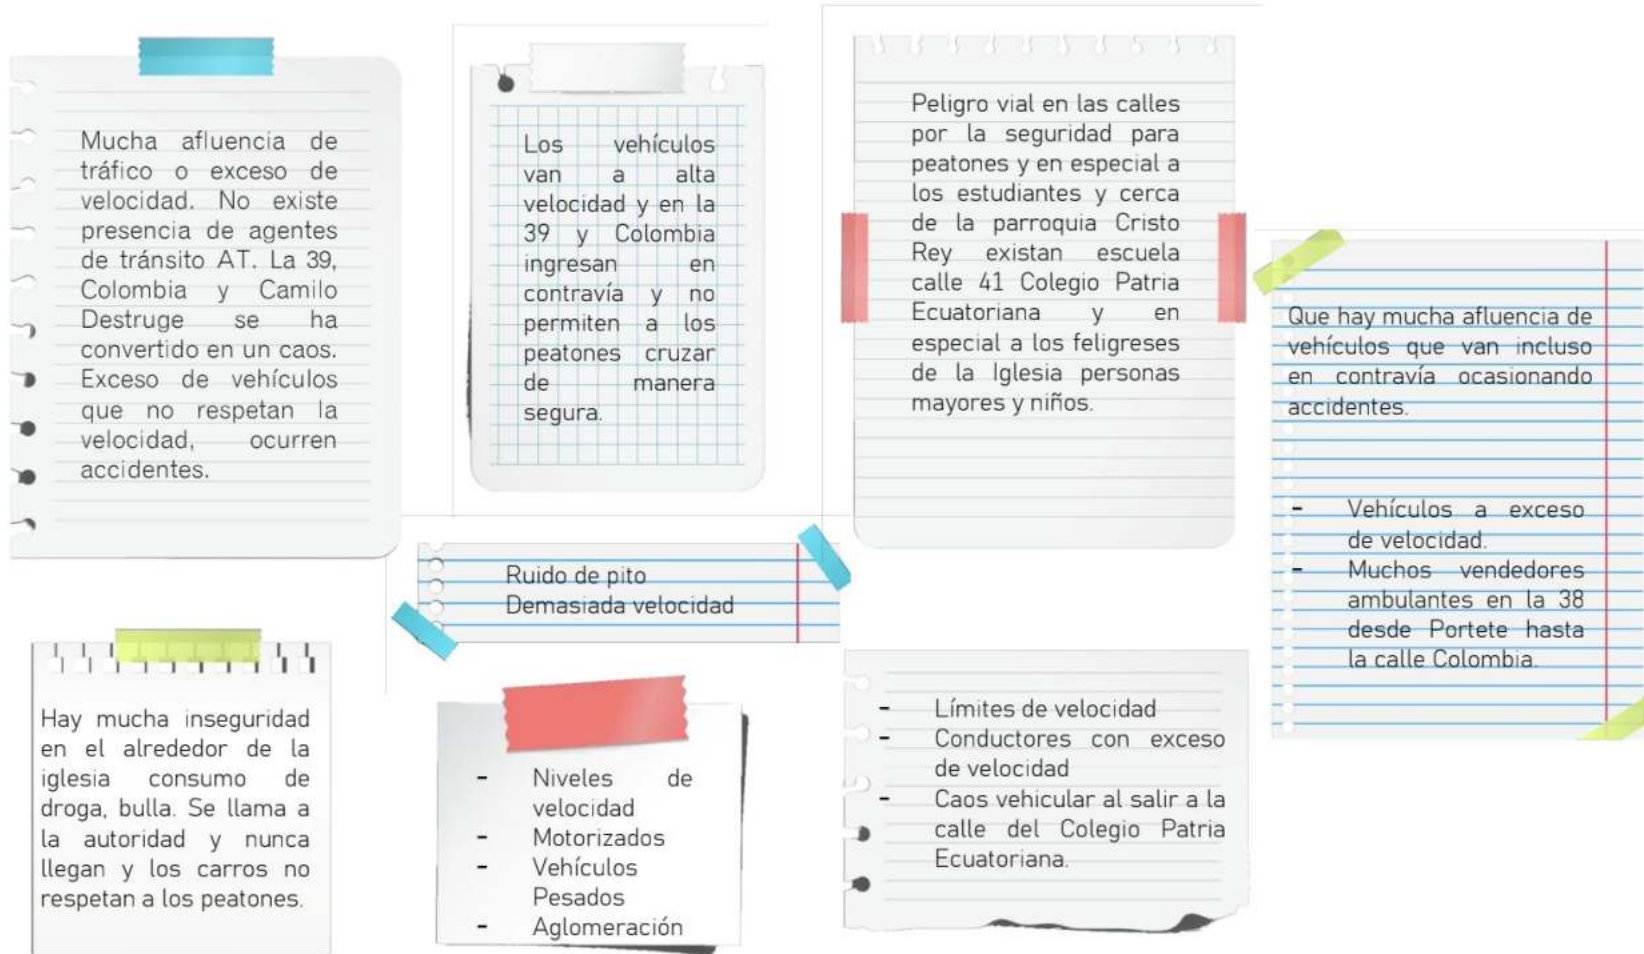 Mucha afluencia de
tráfico o exceso de
velocidad. No existe
presencia de agentes
de tránsito AT. La 39,
Colombia y Camilo
Destruge se ha
convertido en un caos.
Exceso de vehículos
que no respetan la
velocidad, ocurren
accidentes.
Los vehículos
van a alta
velocidad y en la
39 y Colombia
ingresan en
contravía y no
permiten a los
peatones cruzar
de manera
segura.
Peligro vial en las calles
por la seguridad para
peatones y en especial a
los estudiantes y cerca
de la parroquia Cristo
Rey existan escuela
calle 41 Colegio Patria
Ecuatoriana y en
especial a los feligreses
de la Iglesia personas
mayores y niños.
Que hay mucha afluencia de
vehículos que van incluso
en contravía ocasionando
accidentes.
- Vehículos a exceso
de velocidad.
- Muchos vendedores
ambulantes en la 38
desde Portete hasta
la calle Colombia.
Ruido de pito
Demasiada velocidad
Hay mucha inseguridad
en el alrededor de la
iglesia consumo de
droga, bulla. Se llama a
la autoridad y nunca
llegan y los carros no
respetan a los peatones.
- Niveles de
velocidad
- Motorizados
- Vehículos
Pesados
- Aglomeración
- Límites de velocidad
- Conductores con exceso
de velocidad
- Caos vehicular al salir a la
calle del Colegio Patria
Ecuatoriana.